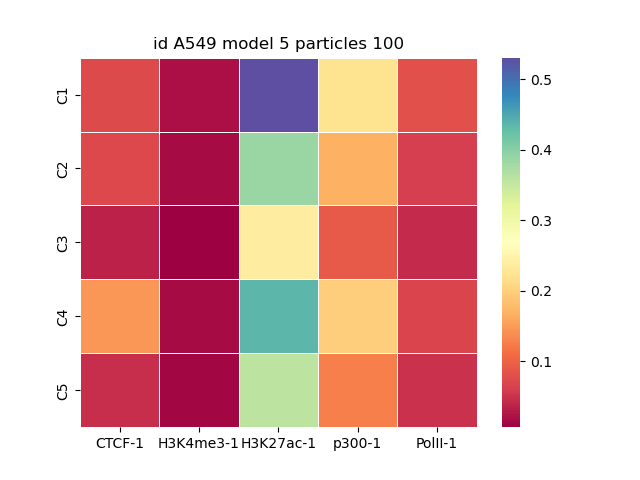 id A549 model 5 particles 100
C1
C2
C3
C4
C5
CTCF-1 H3K4me3-1 H3K27ac-1 p300-1 PolII-1
0.5
0.4
0.3
0.2
0.1